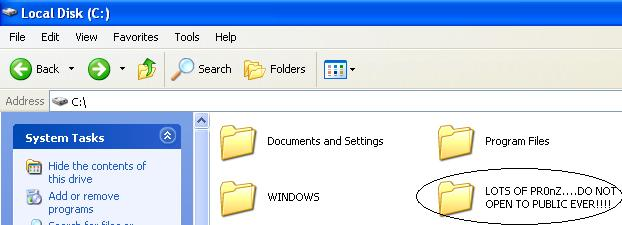 Local Disk (C:)
File Edit View Favorites Tools Help
Back Search Folders
Address C:\
System Tasks
Hide the contents of
this drive
Add or remove
programs
Search for files or
Documents and Settings
Program Files
WINDOWS
LOTS OF PR0nZ....DO NOT
OPEN TO PUBLIC EVER!!!!